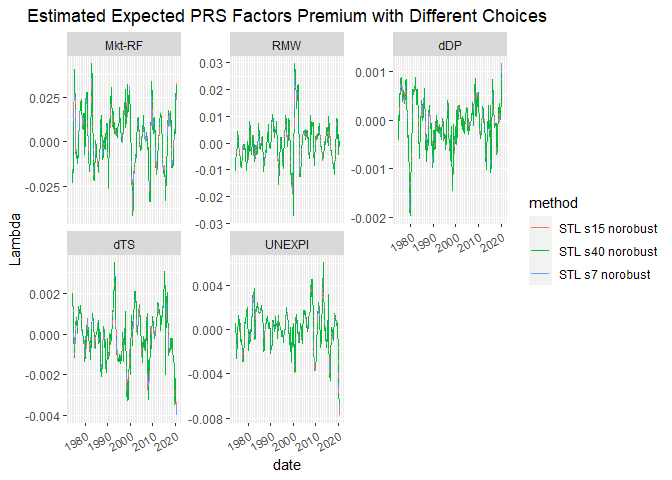 Estimated Expected PRS Factors Premium with Different Choices
Mkt-RF
RMW
dDP
0.025
0.000
-0.025
0.03
0.02
0.01
0.00
-0.01
-0.02
-0.03
0.001
0.000
-0.001
-0.002
1980 1990 2000 2010 2020
Lambda
dTS
UNEXPI
0.002
0.000
-0.002
-0.004
0.004
0.000
-0.004
-0.008
1980 1990 2000 2010 2020
1980 1990 2000 2010 2020
date
method
STL s15 norobust
STL s40 norobust
STL s7 norobust